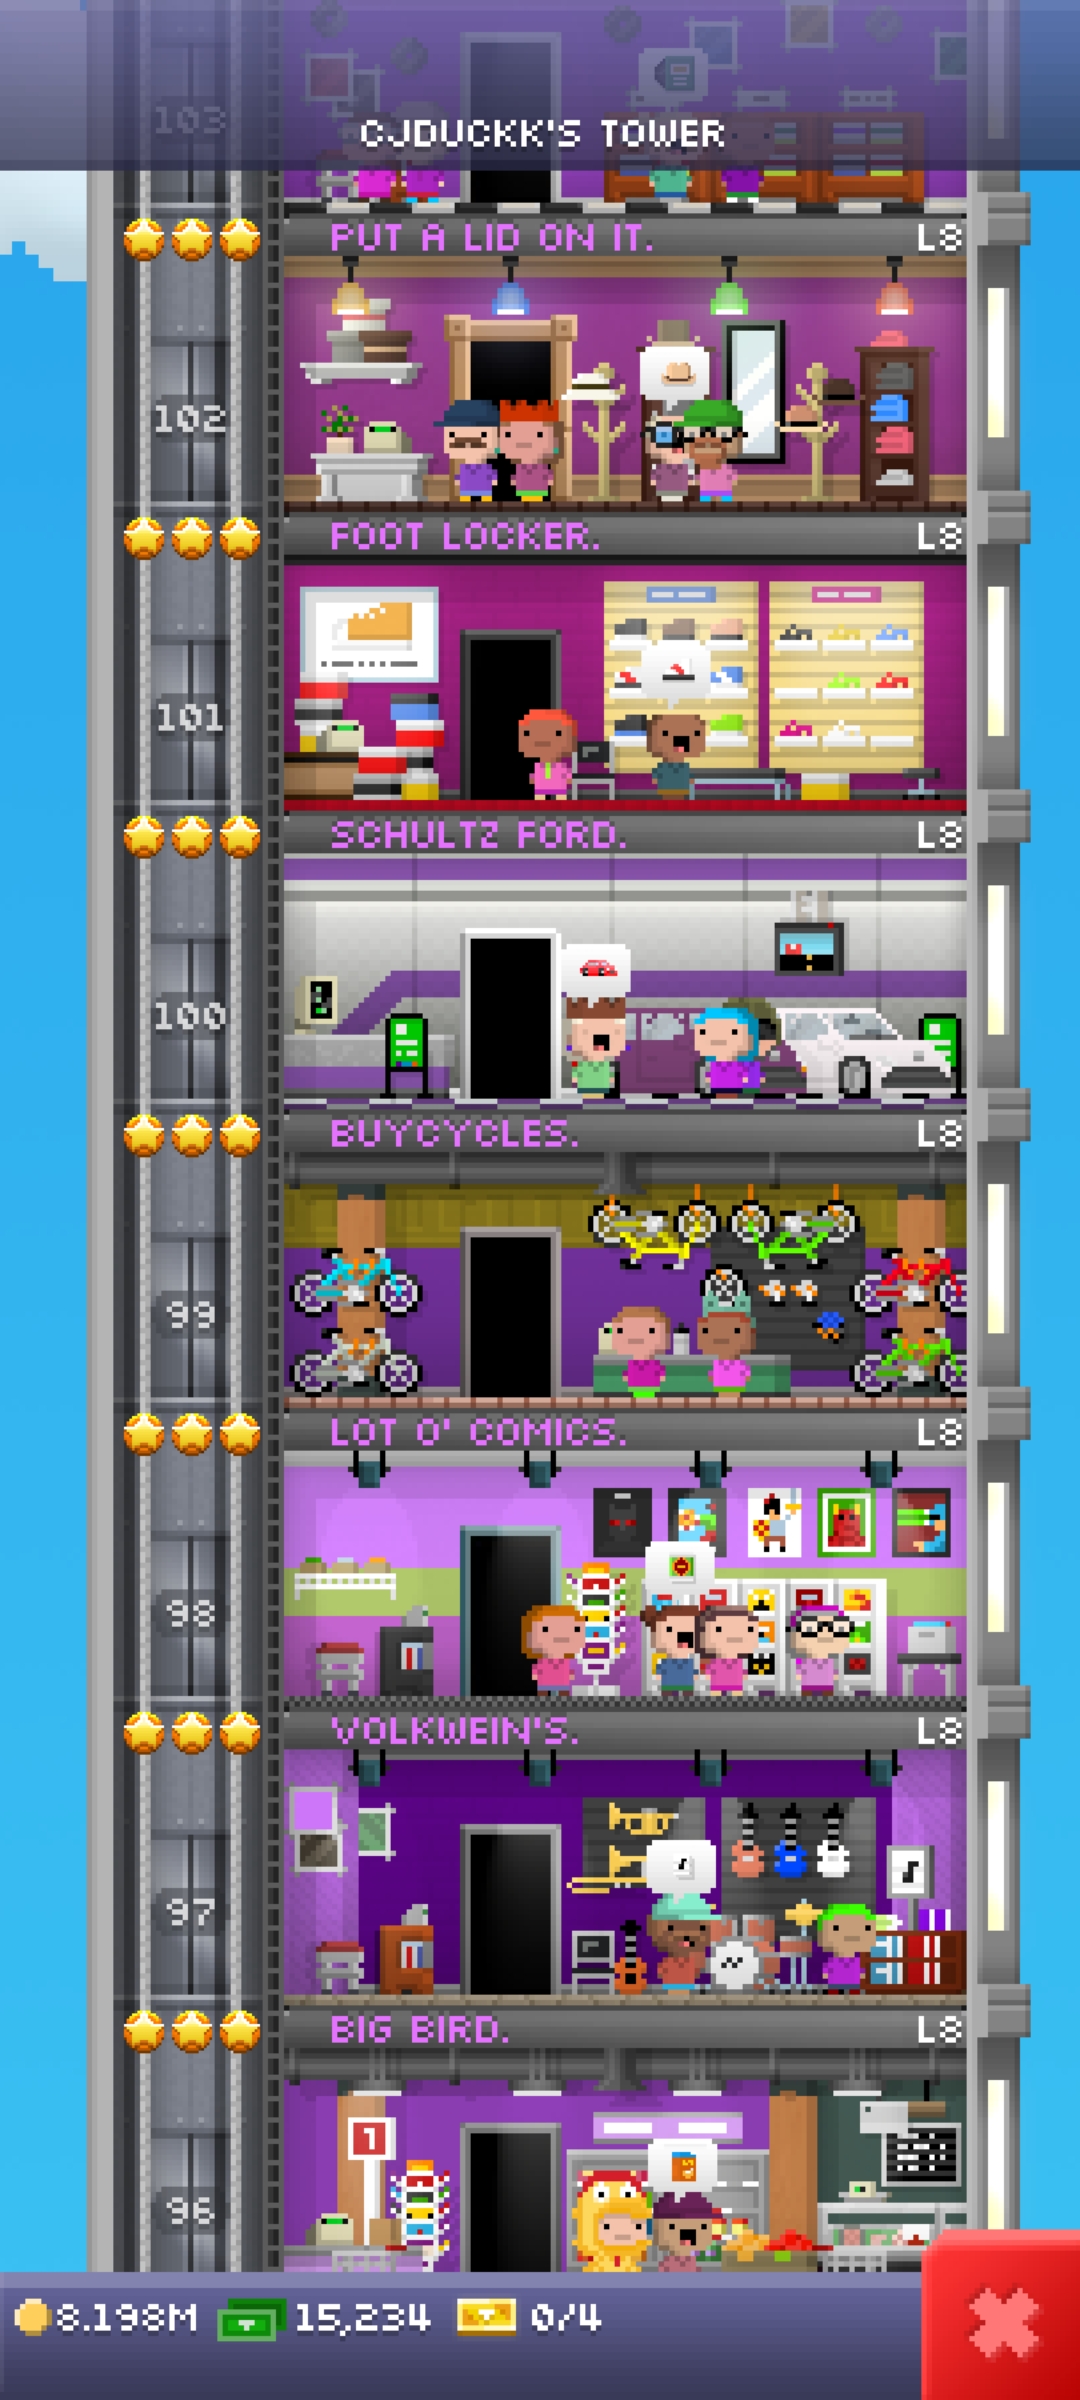 103
CJDUCKK'S TOWER
PUT A LID ON IT. L8
102
FOOT LOCKER. L8
101
SCHULTZ FORD. L8
100
BUYCYCLES. L8
99
LOT O' COMICS. L8
98
VOLKWEIN'S. L8
97
BIG BIRD. L8
1
96
8.198M 15,234 0/4